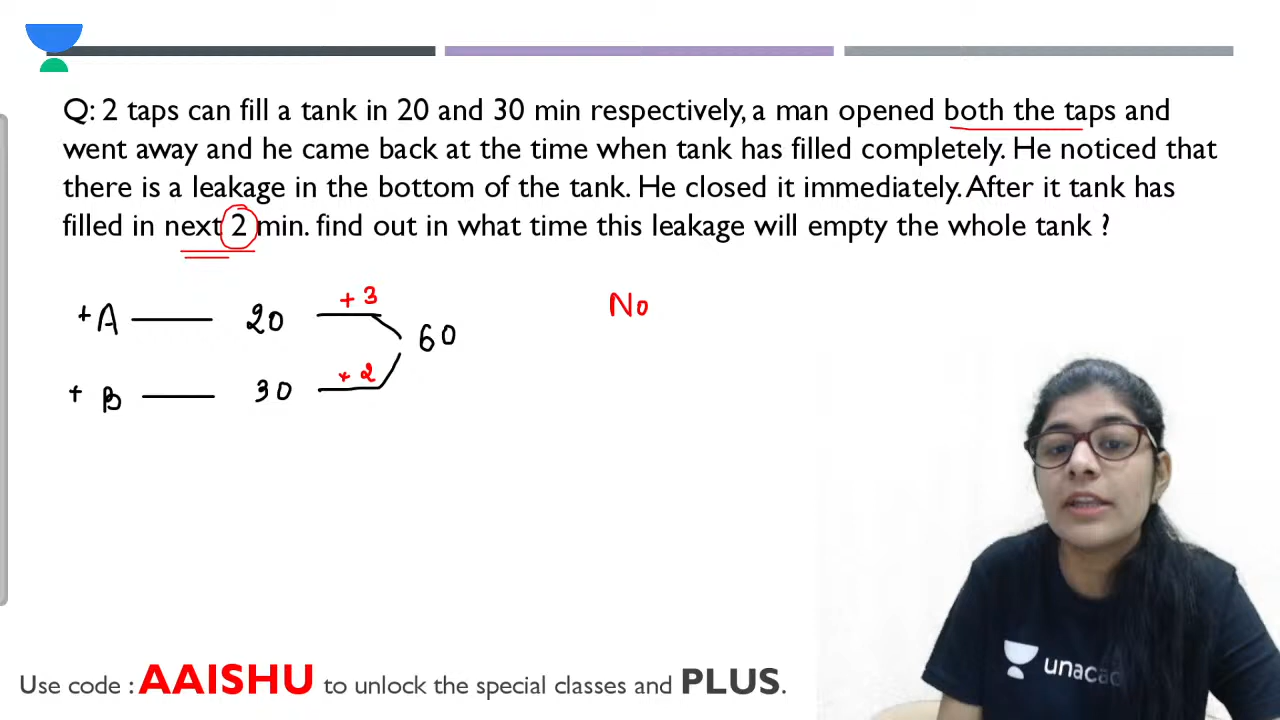 Q: 2 taps can fill a tank in 20 and 30 min respectively, a man opened both the taps and
went away and he came back at the time when tank has filled completely. He noticed that
there is a leakage in the bottom of the tank. He closed it immediately. After it tank has
filled in next 2 min. find out in what time this leakage will empty the whole tank ?
+A — 20 +3
60
+ B — 30 +2
No
unacad
Use code : AAISHU to unlock the special classes and PLUS.